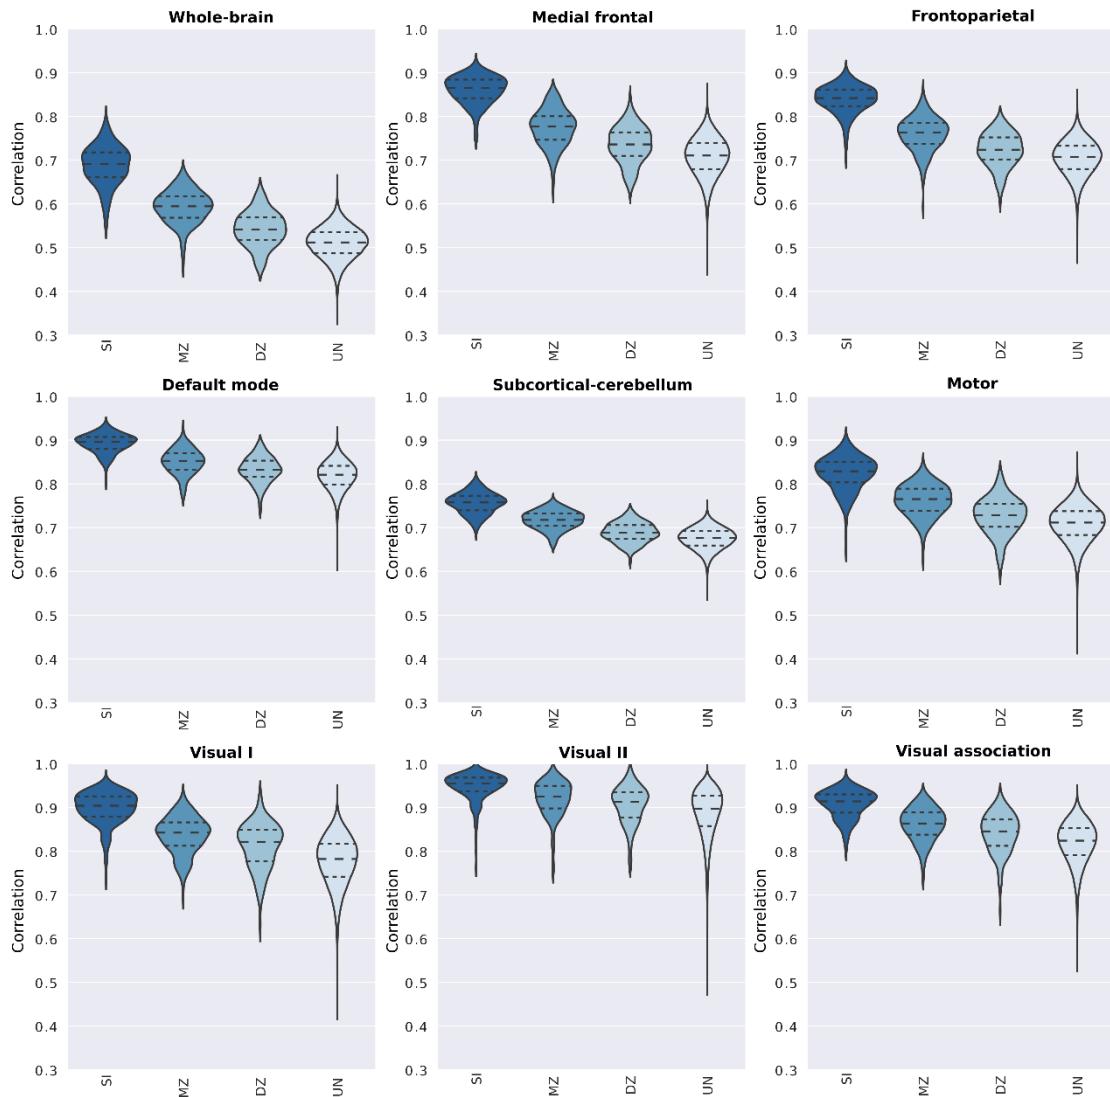 Whole-brain
Medial frontal
Frontoparietal
1.0
0.9
0.8
0.7
0.6
0.5
0.4
0.3
Correlation
SI
MZ
DZ
UN
1.0
0.9
0.8
0.7
0.6
0.5
0.4
0.3
Correlation
SI
MZ
DZ
UN
1.0
0.9
0.8
0.7
0.6
0.5
0.4
0.3
Correlation
SI
MZ
DZ
UN
Default mode
Subcortical-cerebellum
Motor
1.0
0.9
0.8
0.7
0.6
0.5
0.4
0.3
Correlation
SI
MZ
DZ
UN
1.0
0.9
0.8
0.7
0.6
0.5
0.4
0.3
Correlation
SI
MZ
DZ
UN
1.0
0.9
0.8
0.7
0.6
0.5
0.4
0.3
Correlation
SI
MZ
DZ
UN
Visual I
Visual II
Visual association
1.0
0.9
0.8
0.7
0.6
0.5
0.4
0.3
Correlation
SI
MZ
DZ
UN
1.0
0.9
0.8
0.7
0.6
0.5
0.4
0.3
Correlation
SI
MZ
DZ
UN
1.0
0.9
0.8
0.7
0.6
0.5
0.4
0.3
Correlation
SI
MZ
DZ
UN